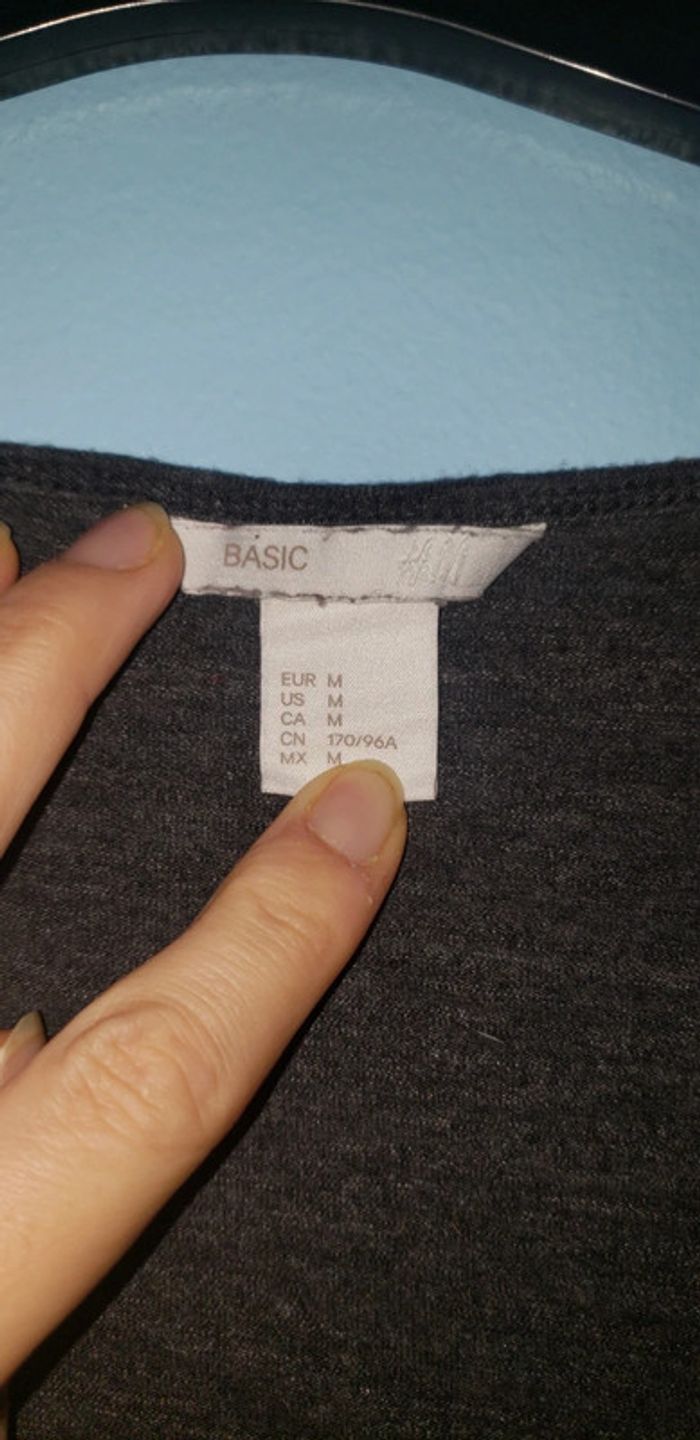 BASIC H&M
EUR M
US M
CA M
CN 170/96A
MX M